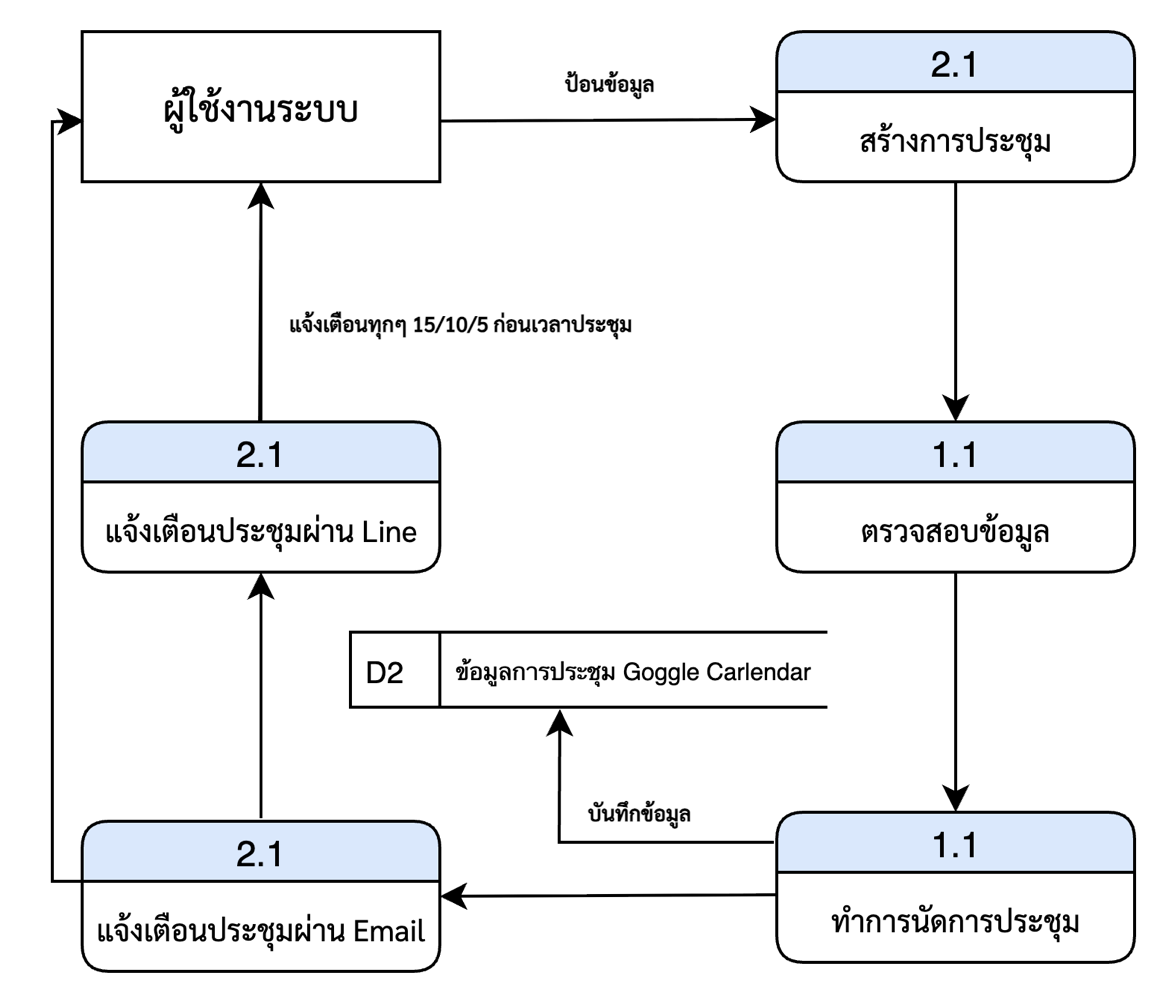 ผู้ใช้งานระบบ
ป้อนข้อมูล
2.1
สร้างการประชุม
แจ้งเตือนทุกๆ 15/10/5 ก่อนเวลาประชุม
2.1
แจ้งเตือนประชุมผ่าน Line
1.1
ตรวจสอบข้อมูล
D2
ข้อมูลการประชุม Goggle Carlendar
บันทึกข้อมูล
2.1
แจ้งเตือนประชุมผ่าน Email
1.1
ทำการนัดการประชุม